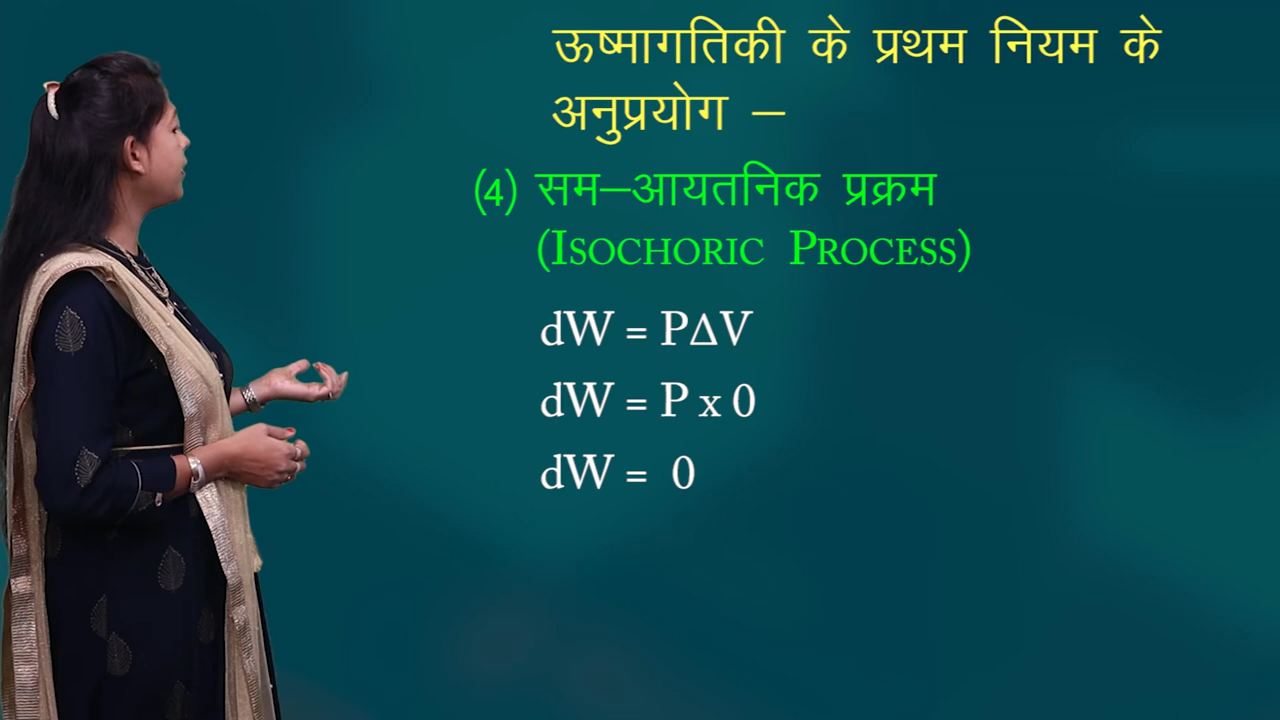 ऊष्मागतिकी के प्रथम नियम के
अनुप्रयोग –
(4) सम–आयतनिक प्रक्रम
(ISOCHORIC PROCESS)
dW = PΔV
dW = P x 0
dW = 0